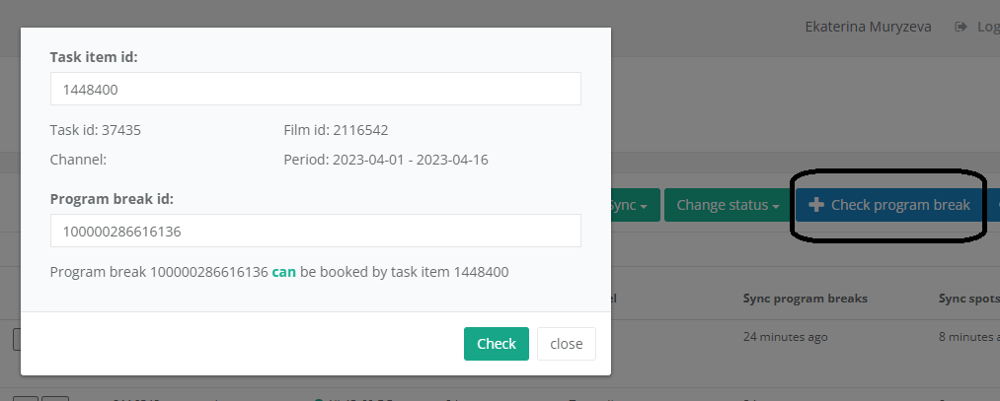 Ekaterina Muryzeva
Log
Task item id:
1448400
Task id: 37435
Film id: 2116542
Channel:
Period: 2023-04-01 - 2023-04-16
Program break id:
100000286616136
Program break 100000286616136 can be booked by task item 1448400
Check
close
Sync
Change status
Check program break
Sync program breaks
Sync spots
24 minutes ago
8 minutes a